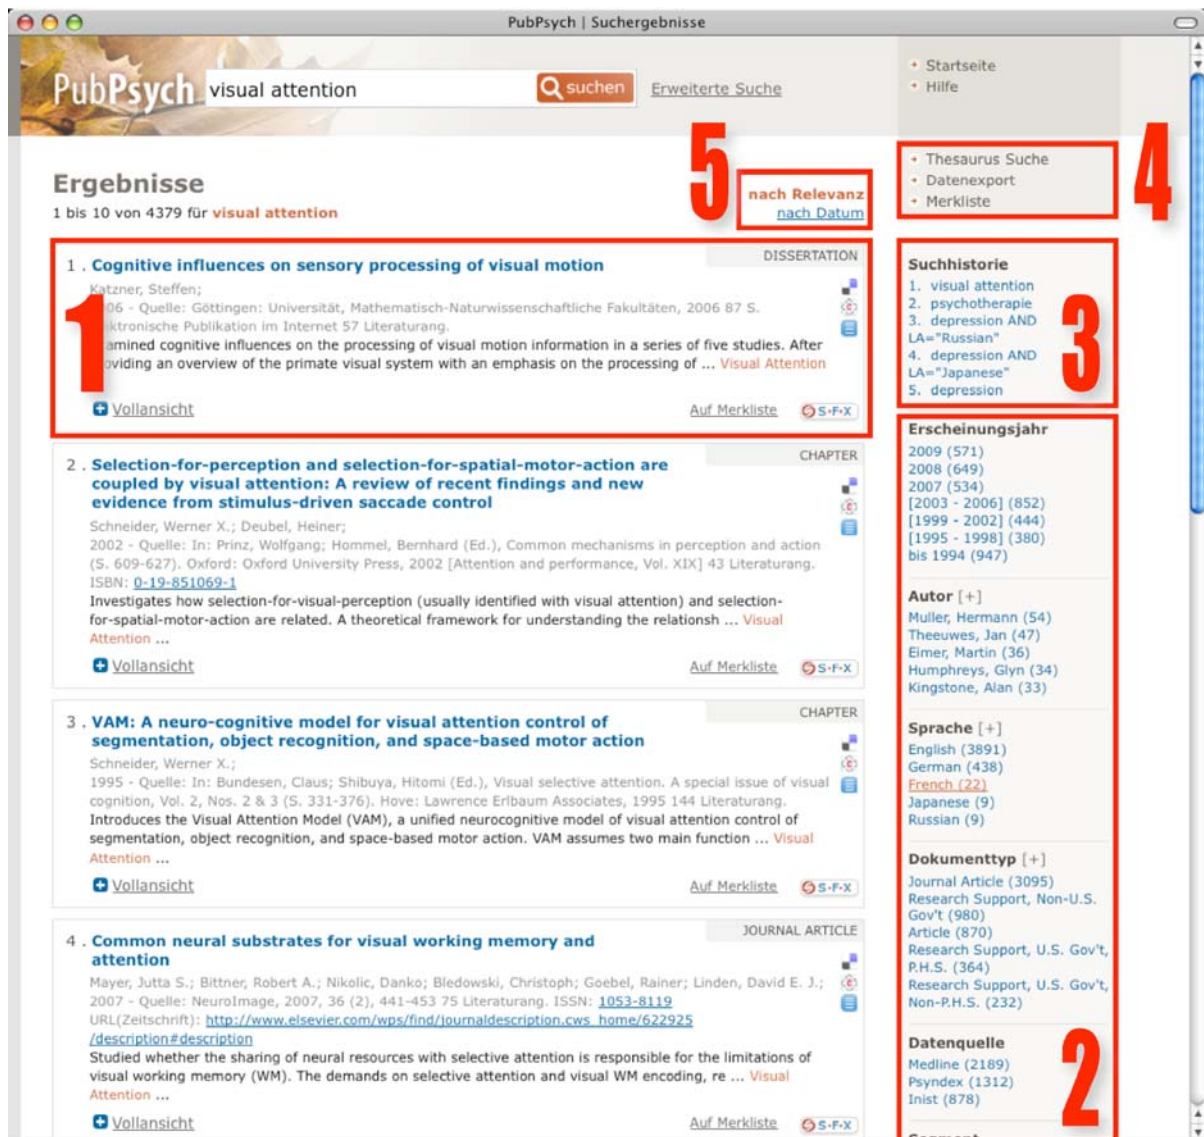 PubPsych | Suchergebnisse
PubPsych visual attention suchen Erweiterte Suche
Startseite
Hilfe
5
4
Thesaurus Suche
Datenexport
Merkliste
Ergebnisse
1 bis 10 von 4379 für visual attention
nach Relevanz
nach Datum
1
DISSERTATION
1 . Cognitive influences on sensory processing of visual motion
Katzner, Steffen;
06 - Quelle: Göttingen: Universität, Mathematisch-Naturwissenschaftliche Fakultäten, 2006 87 S.
ktronische Publikation im Internet 57 Literaturang.
amined cognitive influences on the processing of visual motion information in a series of five studies. After
oviding an overview of the primate visual system with an emphasis on the processing of ... Visual Attention
Vollansicht Auf Merkliste S·F·X
CHAPTER
2 . Selection-for-perception and selection-for-spatial-motor-action are
coupled by visual attention: A review of recent findings and new
evidence from stimulus-driven saccade control
Schneider, Werner X.; Deubel, Heiner;
2002 - Quelle: In: Prinz, Wolfgang; Hommel, Bernhard (Ed.), Common mechanisms in perception and action
(S. 609-627). Oxford: Oxford University Press, 2002 [Attention and performance, Vol. XIX] 43 Literaturang.
ISBN: 0-19-851069-1
Investigates how selection-for-visual-perception (usually identified with visual attention) and selection-
for-spatial-motor-action are related. A theoretical framework for understanding the relationsh ... Visual
Attention ...
Vollansicht Auf Merkliste S·F·X
CHAPTER
3 . VAM: A neuro-cognitive model for visual attention control of
segmentation, object recognition, and space-based motor action
Schneider, Werner X.;
1995 - Quelle: In: Bundesen, Claus; Shibuya, Hitomi (Ed.), Visual selective attention. A special issue of visual
cognition, Vol. 2, Nos. 2 & 3 (S. 331-376). Hove: Lawrence Erlbaum Associates, 1995 144 Literaturang.
Introduces the Visual Attention Model (VAM), a unified neurocognitive model of visual attention control of
segmentation, object recognition, and space-based motor action. VAM assumes two main function ... Visual
Attention ...
Vollansicht Auf Merkliste S·F·X
JOURNAL ARTICLE
4 . Common neural substrates for visual working memory and
attention
Mayer, Jutta S.; Bittner, Robert A.; Nikolic, Danko; Bledowski, Christoph; Goebel, Rainer; Linden, David E. J.;
2007 - Quelle: NeuroImage, 2007, 36 (2), 441-453 75 Literaturang. ISSN: 1053-8119
URL(Zeitschrift): http://www.elsevier.com/wps/find/journaldescription.cws_home/622925
/description#description
Studied whether the sharing of neural resources with selective attention is responsible for the limitations of
visual working memory (WM). The demands on selective attention and visual WM encoding, re ... Visual
Attention ...
Vollansicht Auf Merkliste S·F·X
3
Suchhistorie
1. visual attention
2. psychotherapie
3. depression AND
LA="Russian"
4. depression AND
LA="Japanese"
5. depression
Erscheinungsjahr
2009 (571)
2008 (649)
2007 (534)
[2003 - 2006] (852)
[1999 - 2002] (444)
[1995 - 1998] (380)
bis 1994 (947)
Autor [+]
Muller, Hermann (54)
Theeuwes, Jan (47)
Eimer, Martin (36)
Humphreys, Glyn (34)
Kingstone, Alan (33)
Sprache [+]
English (3891)
German (438)
French (22)
Japanese (9)
Russian (9)
Dokumenttyp [+]
Journal Article (3095)
Research Support, Non-U.S.
Gov't (980)
Article (870)
Research Support, U.S. Gov't,
P.H.S. (364)
Research Support, U.S. Gov't,
Non-P.H.S. (232)
Datenquelle
Medline (2189)
Psyndex (1312)
Inist (878)
2